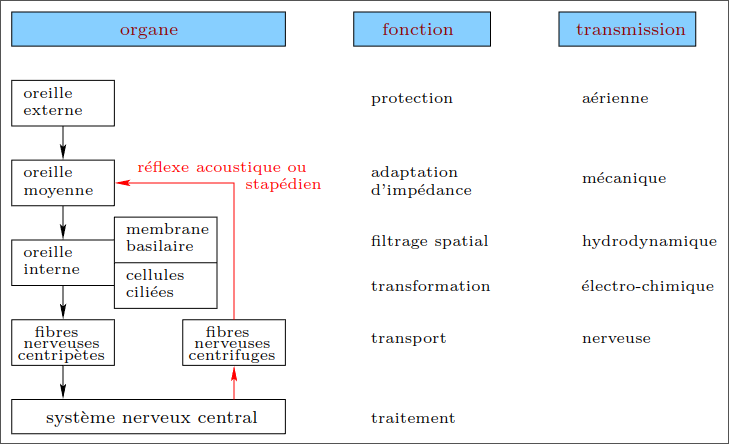 organe
fonction
transmission
oreille
externe
protection
aérienne
réflexe acoustique ou
stapédien
oreille
moyenne
adaptation
d'impédance
mécanique
oreille
interne
membrane
basilaire
filtrage spatial
hydrodynamique
cellules
ciliées
transformation
électro-chimique
fibres
nerveuses
centripètes
fibres
nerveuses
centrifuges
transport
nerveuse
système nerveux central
traitement